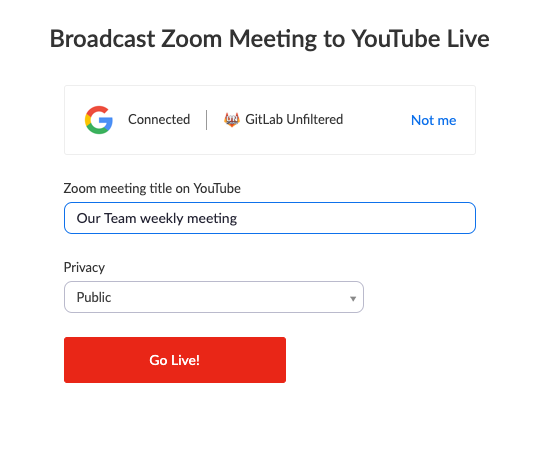 Broadcast Zoom Meeting to YouTube Live
Connected GitLab Unfiltered Not me
Zoom meeting title on YouTube
Our Team weekly meeting
Privacy
Public
Go Live!